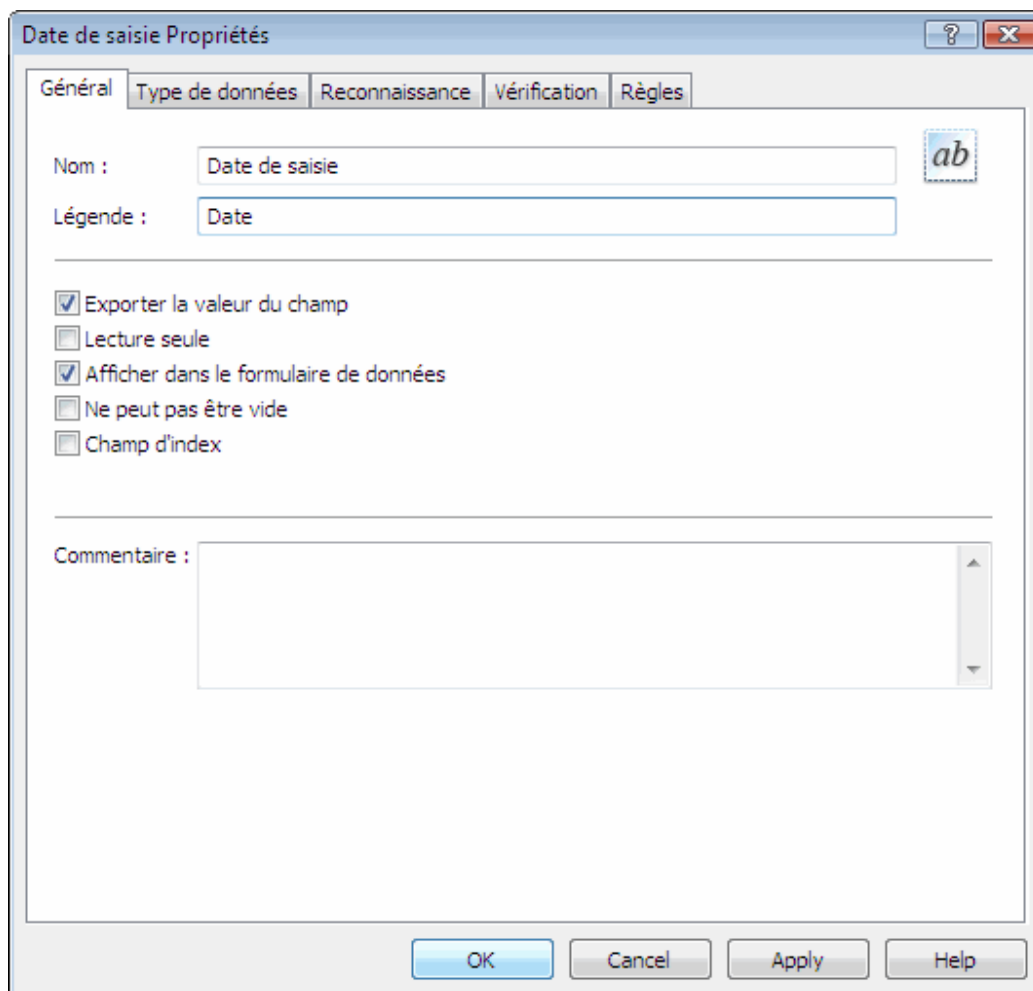 Date de saisie Propriétés
Général Type de données Reconnaissance Vérification Règles
Nom : Date de saisie
ab
Légende : Date
Exporter la valeur du champ
Lecture seule
Afficher dans le formulaire de données
Ne peut pas être vide
Champ d'index
Commentaire :
OK Cancel Apply Help